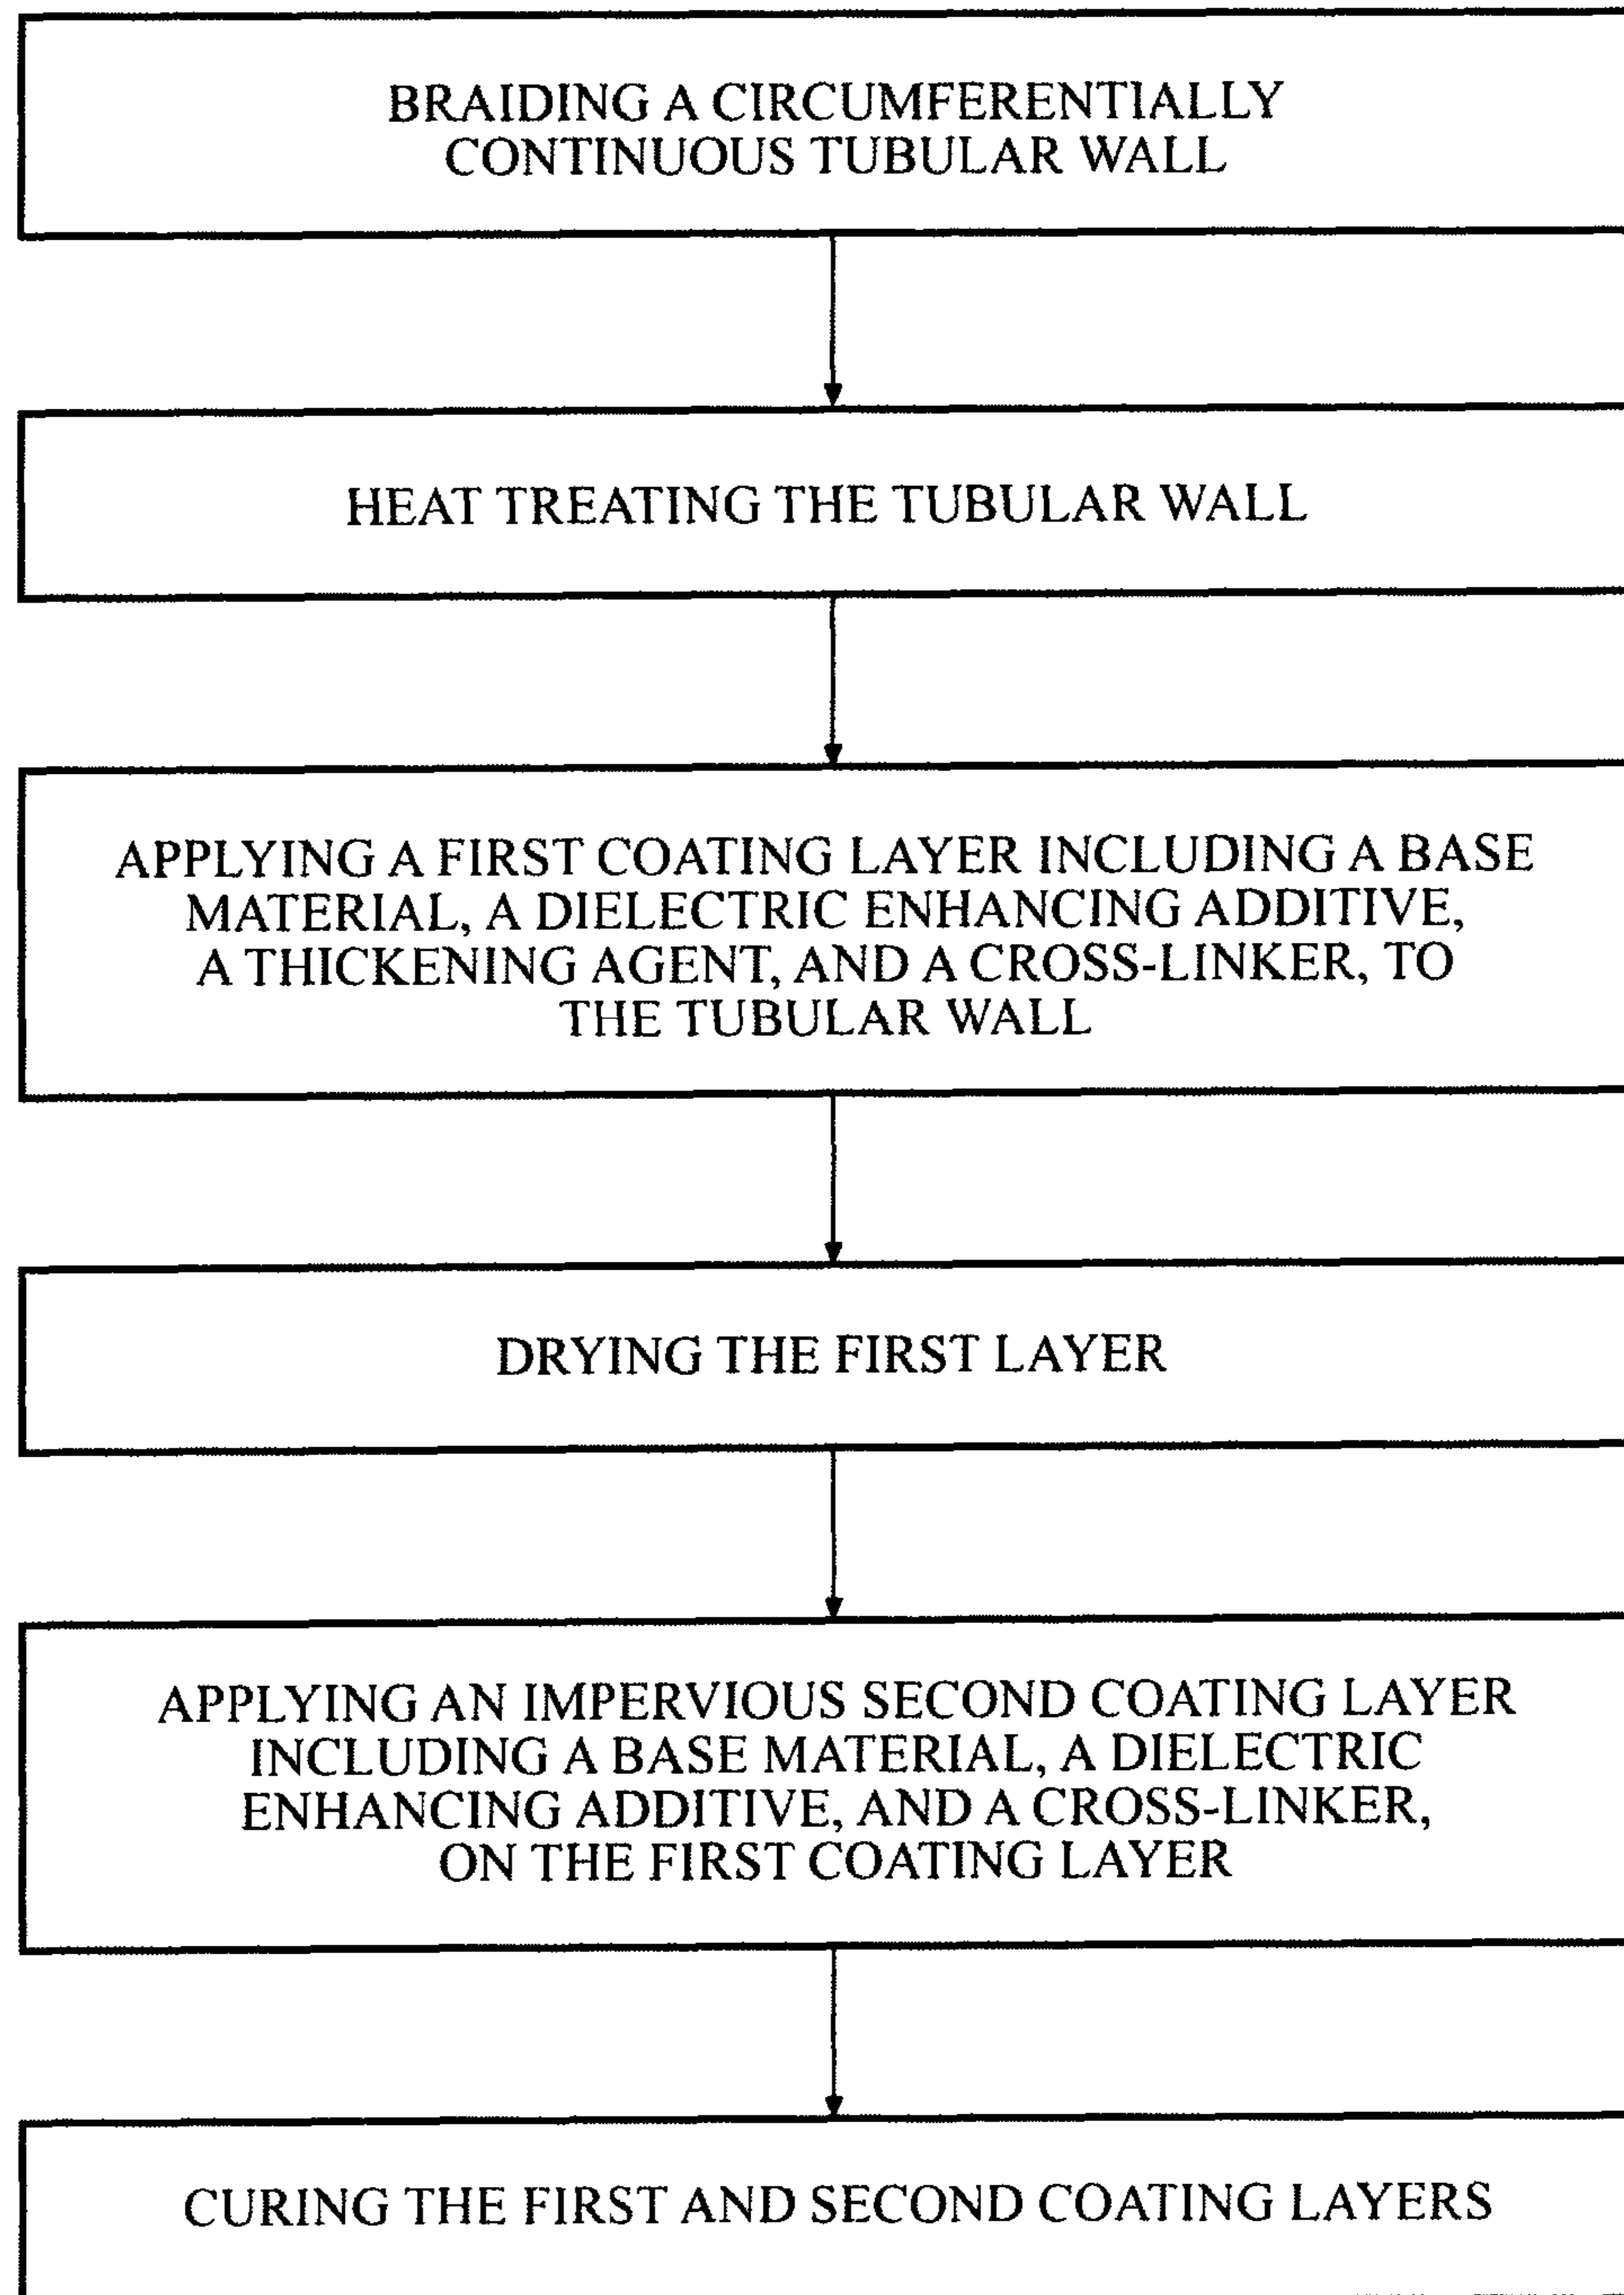 BRAIDING A CIRCUMFERENTIALLY
CONTINUOUS TUBULAR WALL
HEAT TREATING THE TUBULAR WALL
APPLYING A FIRST COATING LAYER INCLUDING A BASE
MATERIAL, A DIELECTRIC ENHANCING ADDITIVE,
A THICKENING AGENT, AND A CROSS-LINKER, TO
THE TUBULAR WALL
DRYING THE FIRST LAYER
APPLYING AN IMPERVIOUS SECOND COATING LAYER
INCLUDING A BASE MATERIAL, A DIELECTRIC
ENHANCING ADDITIVE, AND A CROSS-LINKER,
ON THE FIRST COATING LAYER
CURING THE FIRST AND SECOND COATING LAYERS